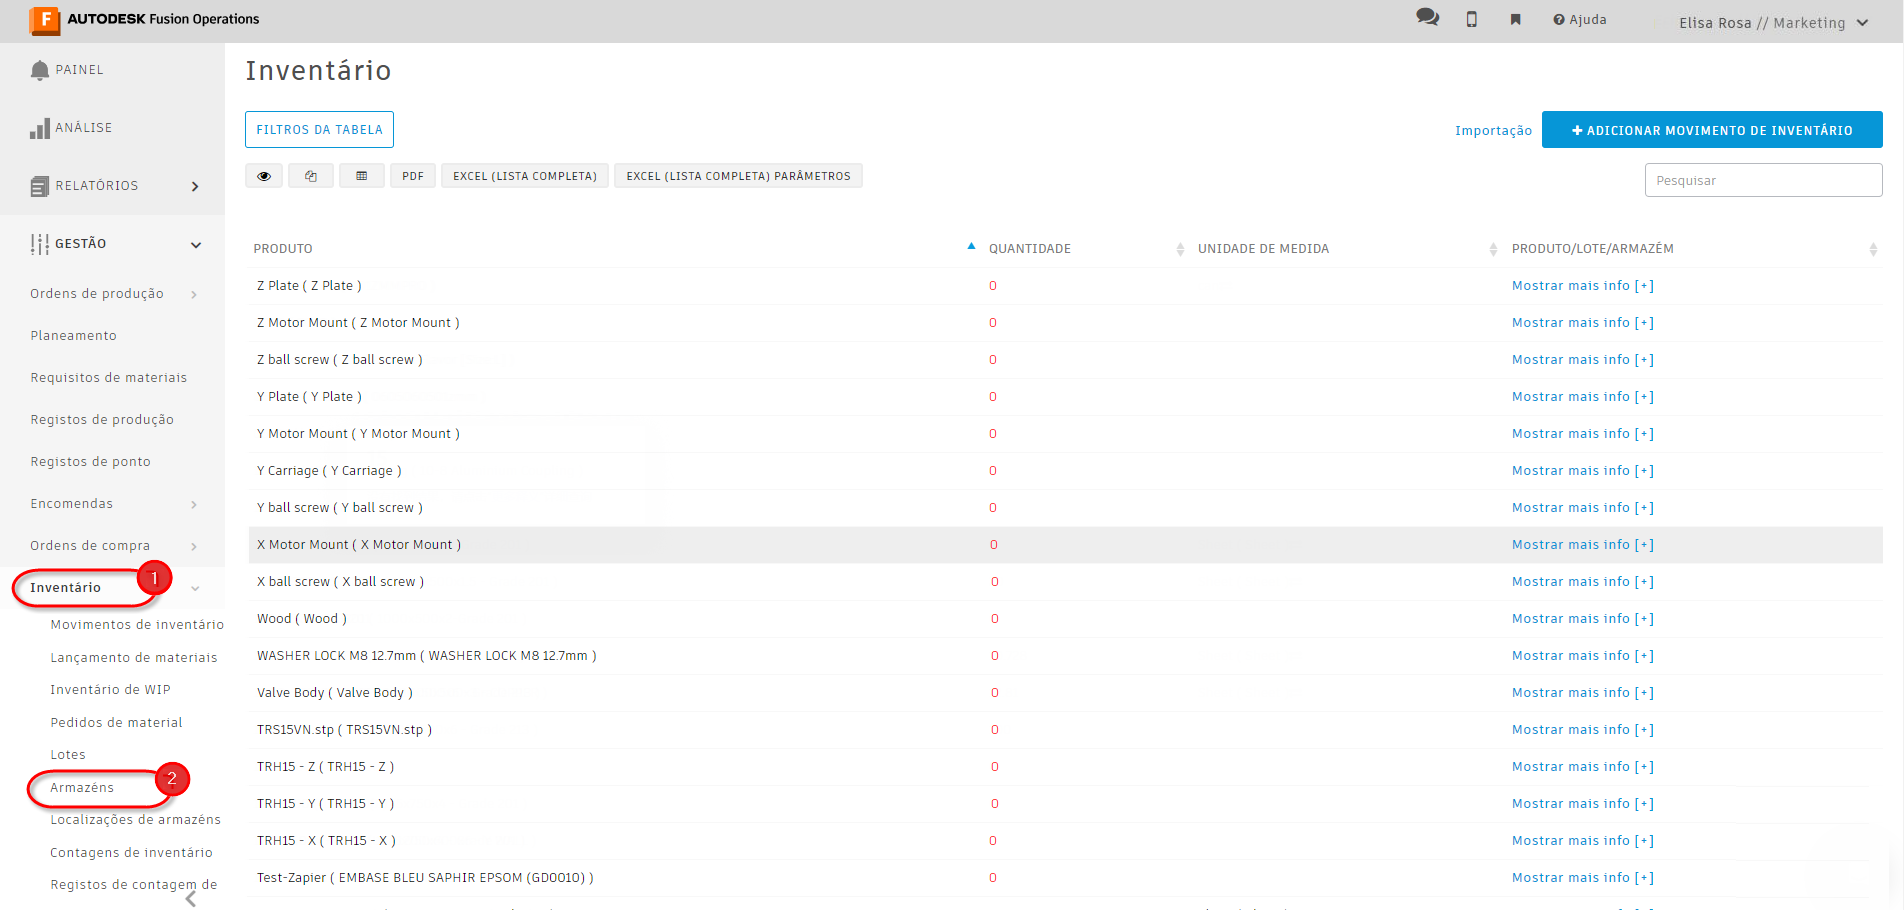 F AUTODESK Fusion Operations
Ajuda
Elisa Rosa // Marketing
PAINEL
ANÁLISE
RELATÓRIOS
GESTÃO
Ordens de produção
Planeamento
Requisitos de materiais
Registos de produção
Registos de ponto
Encomendas
Ordens de compra
Inventário
1
Movimentos de inventário
Lançamento de materiais
Inventário de WIP
Pedidos de material
Lotes
Armazéns
2
Localizações de armazéns
Contagens de inventário
Registos de contagem de
Inventário
FILTROS DA TABELA
Importação
+ ADICIONAR MOVIMENTO DE INVENTÁRIO
PDF
EXCEL (LISTA COMPLETA)
EXCEL (LISTA COMPLETA) PARÂMETROS
Pesquisar
PRODUTO QUANTIDADE UNIDADE DE MEDIDA PRODUTO/LOTE/ARMAZÉM
Z Plate ( Z Plate ) 0 Mostrar mais info [+]
Z Motor Mount ( Z Motor Mount ) 0 Mostrar mais info [+]
Z ball screw ( Z ball screw ) 0 Mostrar mais info [+]
Y Plate ( Y Plate ) 0 Mostrar mais info [+]
Y Motor Mount ( Y Motor Mount ) 0 Mostrar mais info [+]
Y Carriage ( Y Carriage ) 0 Mostrar mais info [+]
Y ball screw ( Y ball screw ) 0 Mostrar mais info [+]
X Motor Mount ( X Motor Mount ) 0 Mostrar mais info [+]
X ball screw ( X ball screw ) 0 Mostrar mais info [+]
Wood ( Wood ) 0 Mostrar mais info [+]
WASHER LOCK M8 12.7mm ( WASHER LOCK M8 12.7mm ) 0 Mostrar mais info [+]
Valve Body ( Valve Body ) 0 Mostrar mais info [+]
TRS15VN.stp ( TRS15VN.stp ) 0 Mostrar mais info [+]
TRH15 - Z ( TRH15 - Z ) 0 Mostrar mais info [+]
TRH15 - Y ( TRH15 - Y ) 0 Mostrar mais info [+]
TRH15 - X ( TRH15 - X ) 0 Mostrar mais info [+]
Test-Zapier ( EMBASE BLEU SAPHIR EPSOM (GD0010) ) 0 Mostrar mais info [+]